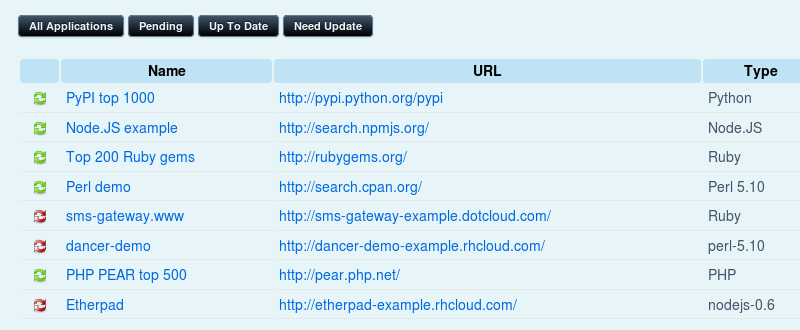 All Applications Pending Up To Date Need Update
Name URL Type
PyPI top 1000 http://pypi.python.org/pypi Python
Node.JS example http://search.npmjs.org/ Node.JS
Top 200 Ruby gems http://rubygems.org/ Ruby
Perl demo http://search.cpan.org/ Perl 5.10
sms-gateway.www http://sms-gateway-example.dotcloud.com/ Ruby
dancer-demo http://dancer-demo-example.rhcloud.com/ perl-5.10
PHP PEAR top 500 http://pear.php.net/ PHP
Etherpad http://etherpad-example.rhcloud.com/ nodejs-0.6